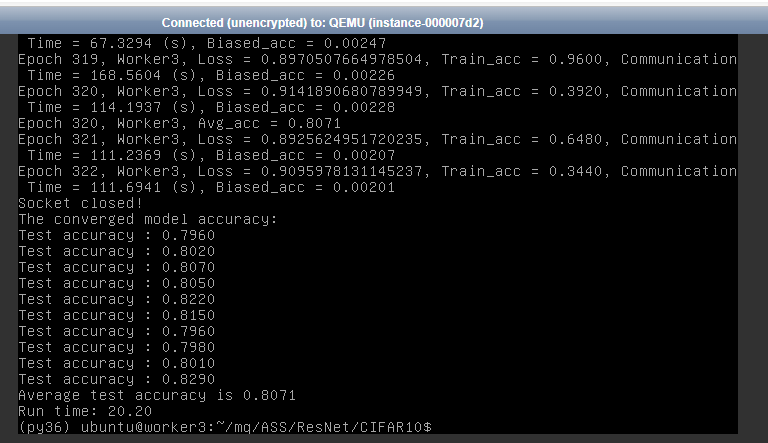 Connected (unencrypted) to: QEMU (instance-000007d2)
Time = 67.3294 (s), Biased_acc = 0.00247
Epoch 319, Worker3, Loss = 0.8970507664978504, Train_acc = 0.9600, Communication
Time = 168.5604 (s), Biased_acc = 0.00226
Epoch 320, Worker3, Loss = 0.9141890680789949, Train_acc = 0.3920, Communication
Time = 114.1937 (s), Biased_acc = 0.00228
Epoch 320, Worker3, Avg_acc = 0.8071
Epoch 321, Worker3, Loss = 0.8925624951720235, Train_acc = 0.6480, Communication
Time = 111.2369 (s), Biased_acc = 0.00207
Epoch 322, Worker3, Loss = 0.9095978131145237, Train_acc = 0.3440, Communication
Time = 111.6941 (s), Biased_acc = 0.00201
Socket closed!
The converged model accuracy:
Test accuracy : 0.7960
Test accuracy : 0.8020
Test accuracy : 0.8070
Test accuracy : 0.8050
Test accuracy : 0.8220
Test accuracy : 0.8150
Test accuracy : 0.7960
Test accuracy : 0.7980
Test accuracy : 0.8010
Test accuracy : 0.8290
Average test accuracy is 0.8071
Run time: 20.20
(py36) ubuntu@worker3:~/mq/ASS/ResNet/CIFAR10$